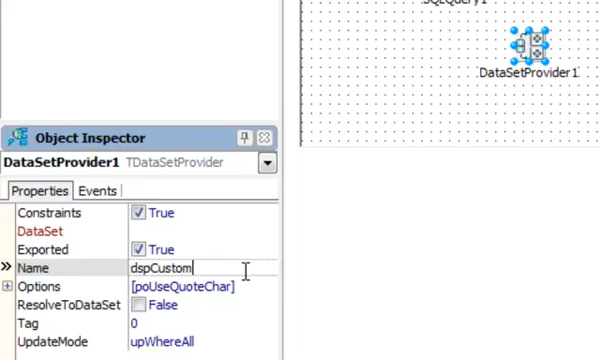 SQLQuery1
DataSetProvider1
Object Inspector
DataSetProvider1 TDataSetProvider
Properties Events
Constraints True
DataSet
Exported True
Name dspCustom
Options [poUseQuoteChar]
ResolveToDataSet False
Tag 0
UpdateMode upWhereAll